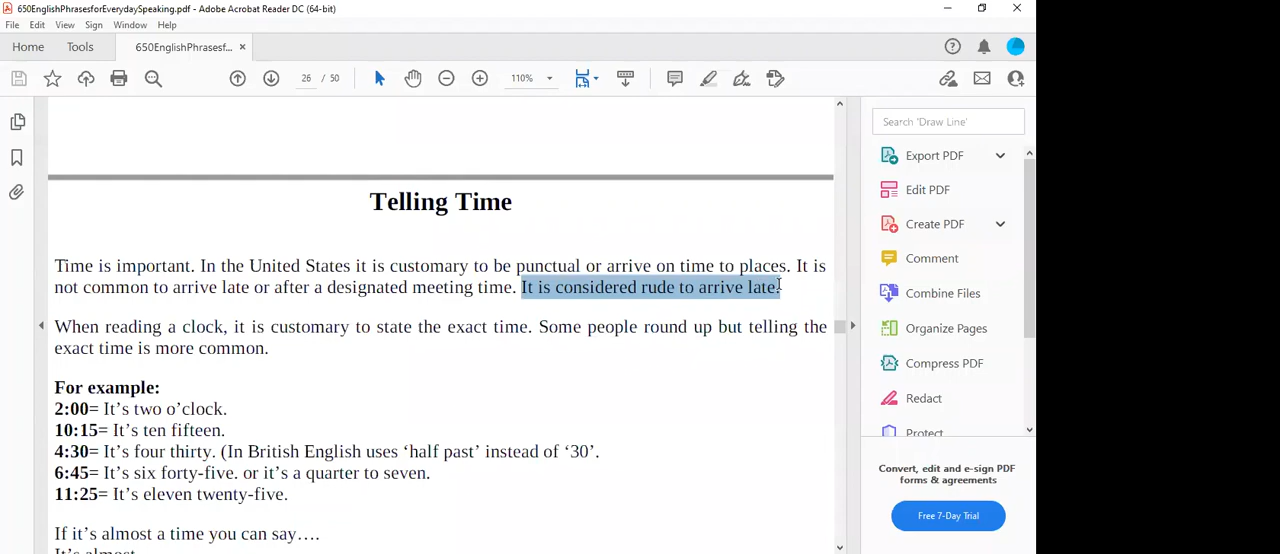 650EnglishPhrasesforEverydaySpeaking.pdf - Adobe Acrobat Reader DC (64-bit)
File Edit View Sign Window Help
Home Tools 650EnglishPhrasesf... ×
26 / 50 110%
Telling Time
Time is important. In the United States it is customary to be punctual or arrive on time to places. It is
not common to arrive late or after a designated meeting time. It is considered rude to arrive late.
When reading a clock, it is customary to state the exact time. Some people round up but telling the
exact time is more common.
For example:
2:00= It’s two o’clock.
10:15= It’s ten fifteen.
4:30= It’s four thirty. (In British English uses ‘half past’ instead of ‘30’.
6:45= It’s six forty-five. or it’s a quarter to seven.
11:25= It’s eleven twenty-five.
If it’s almost a time you can say….
It’s almost
Search 'Draw Line'
Export PDF
Edit PDF
Create PDF
Comment
Combine Files
Organize Pages
Compress PDF
Redact
Protect
Convert, edit and e-sign PDF
forms & agreements
Free 7-Day Trial